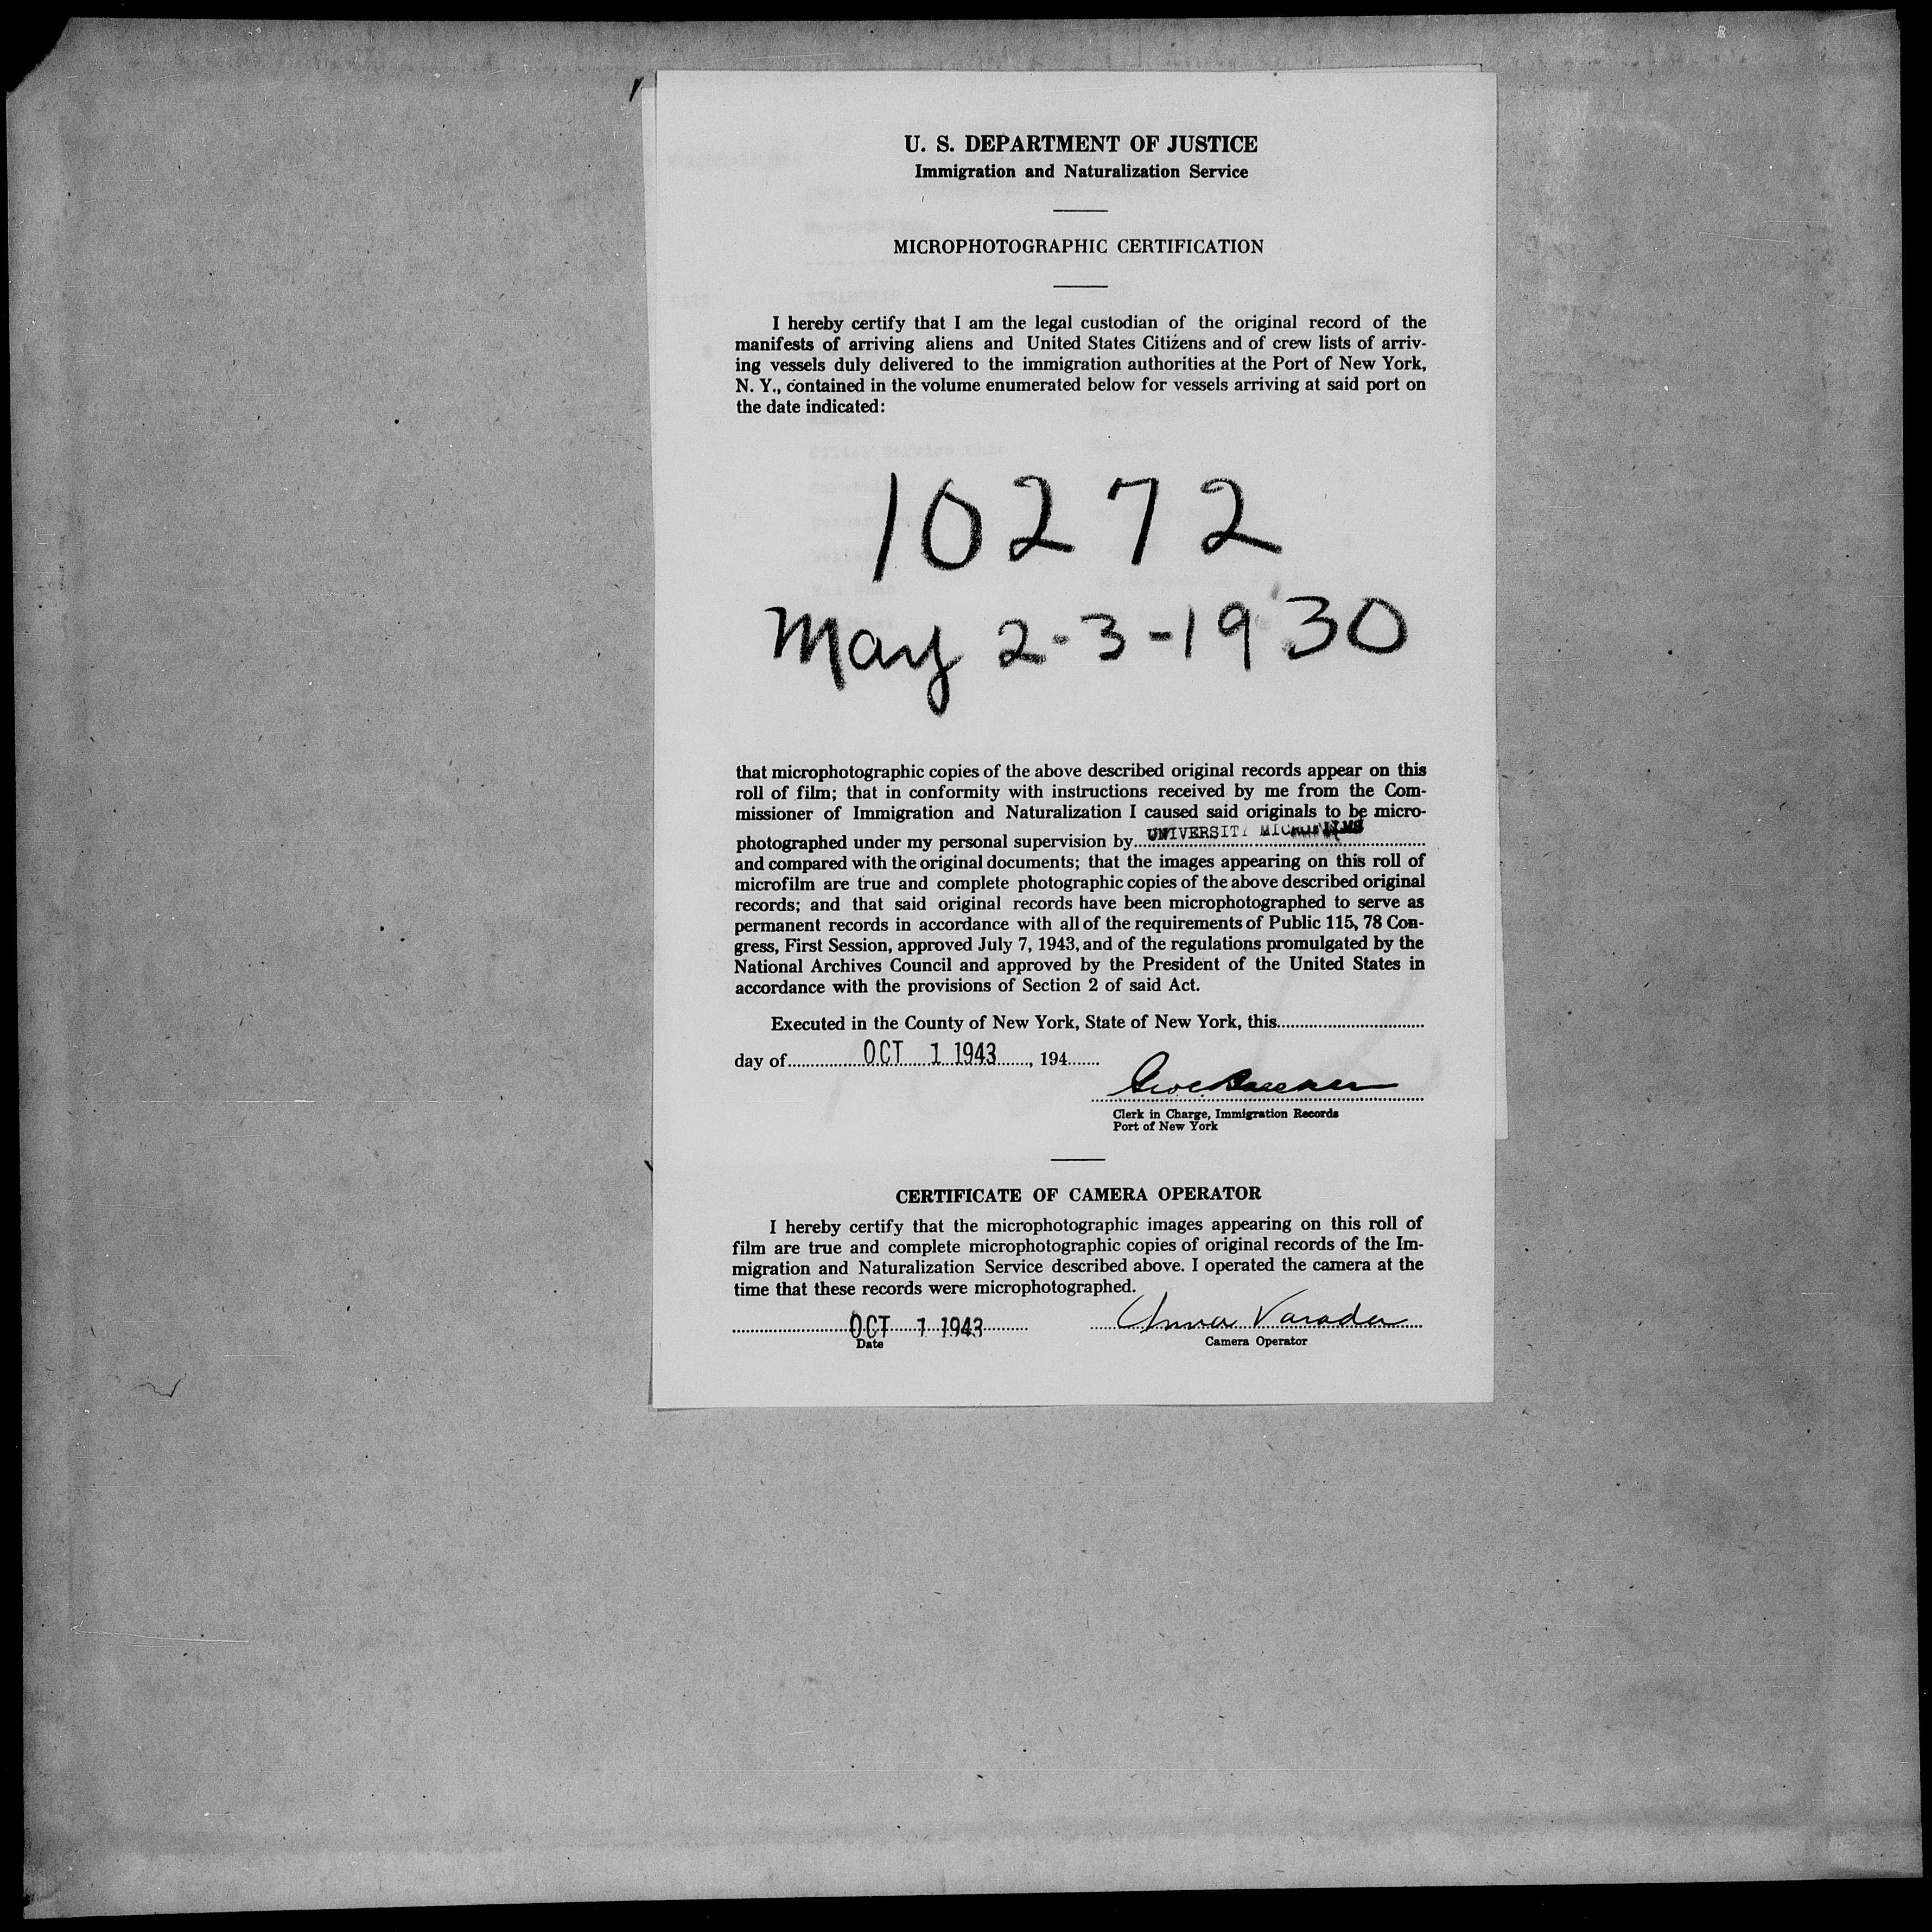 U. S. DEPARTMENT OF JUSTICE
Immigration and Naturalization Service
MICROPHOTOGRAPHIC CERTIFICATION
I hereby certify that I am the legal custodian of the original record of the
manifests of arriving aliens and United States Citizens and of crew lists of arriv-
ing vessels duly delivered to the immigration authorities at the Port of New York,
N. Y., contained in the volume enumerated below for vessels arriving at said port on
the date indicated:
10272
May 2-3-1930
that microphotographic copies of the above described original records appear on this
roll of film; that in conformity with instructions received by me from the Com-
missioner of Immigration and Naturalization I caused said originals to be micro-
photographed under my personal supervision by UNIVERSITY MICROFILMS
and compared with the original documents; that the images appearing on this roll of
microfilm are true and complete photographic copies of the above described original
records; and that said original records have been microphotographed to serve as
permanent records in accordance with all of the requirements of Public 115, 78 Con-
gress, First Session, approved July 7, 1943, and of the regulations promulgated by the
National Archives Council and approved by the President of the United States in
accordance with the provisions of Section 2 of said Act.
Executed in the County of New York, State of New York, this
day of OCT 1 1943, 194
Clerk in Charge, Immigration Records
Port of New York
CERTIFICATE OF CAMERA OPERATOR
I hereby certify that the microphotographic images appearing on this roll of
film are true and complete microphotographic copies of original records of the Im-
migration and Naturalization Service described above. I operated the camera at the
time that these records were microphotographed.
OCT 1 1943 Anna Varada
Date Camera Operator